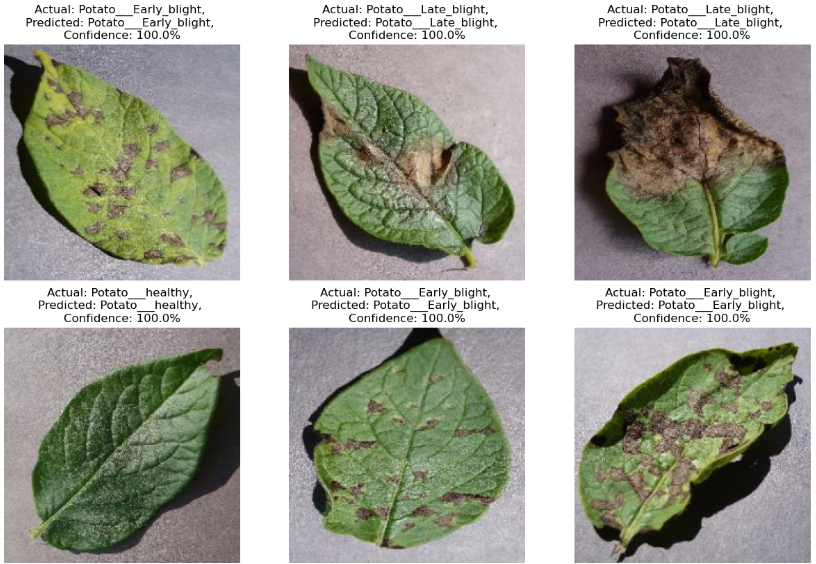 Actual: Potato___Early_blight,
Predicted: Potato___Early_blight,
Confidence: 100.0%
Actual: Potato___Late_blight,
Predicted: Potato___Late_blight,
Confidence: 100.0%
Actual: Potato___Late_blight,
Predicted: Potato___Late_blight,
Confidence: 100.0%
Actual: Potato___healthy,
Predicted: Potato___healthy,
Confidence: 100.0%
Actual: Potato___Early_blight,
Predicted: Potato___Early_blight,
Confidence: 100.0%
Actual: Potato___Early_blight,
Predicted: Potato___Early_blight,
Confidence: 100.0%